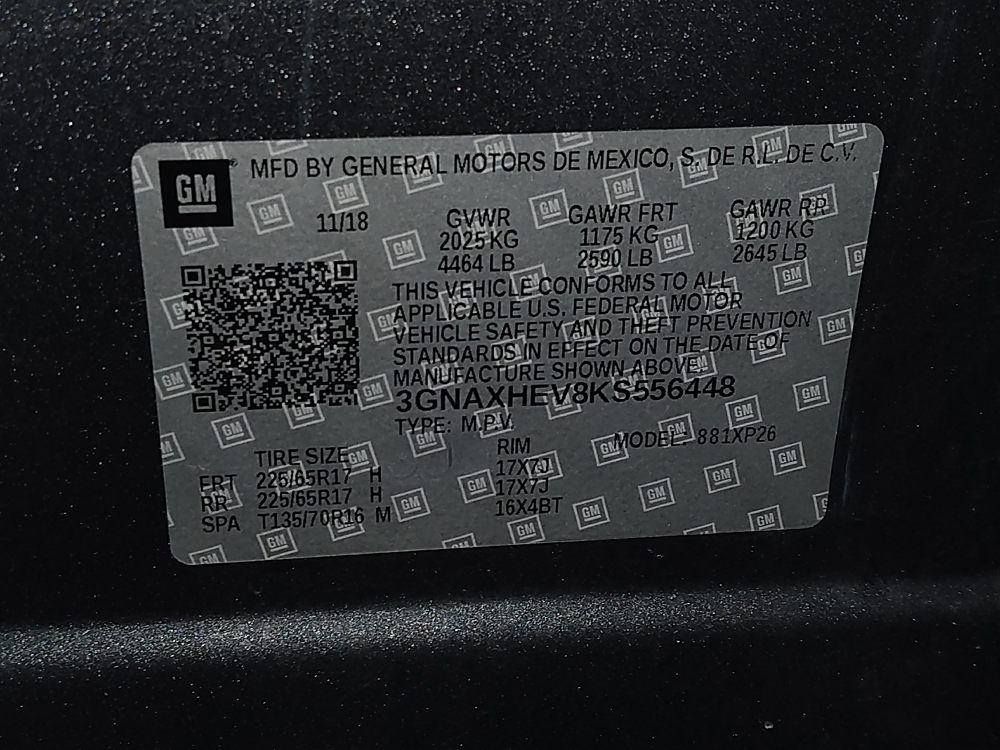 GM ® MFD BY GENERAL MOTORS DE MEXICO, S. DE R.L. DE C.V.
11/18 GVWR GAWR FRT GAWR RR
2025 KG 1175 KG 1200 KG
4464 LB 2590 LB 2645 LB
THIS VEHICLE CONFORMS TO ALL
APPLICABLE U.S. FEDERAL MOTOR
VEHICLE SAFETY AND THEFT PREVENTION
STANDARDS IN EFFECT ON THE DATE OF
MANUFACTURE SHOWN ABOVE.
3GNAXHEV8KS556448
TYPE: M.P.V.
MODEL: 881XP26
TIRE SIZE RIM
FRT 225/65R17 H 17X7J
RR 225/65R17 H 17X7J
SPA T135/70R16 M 16X4BT